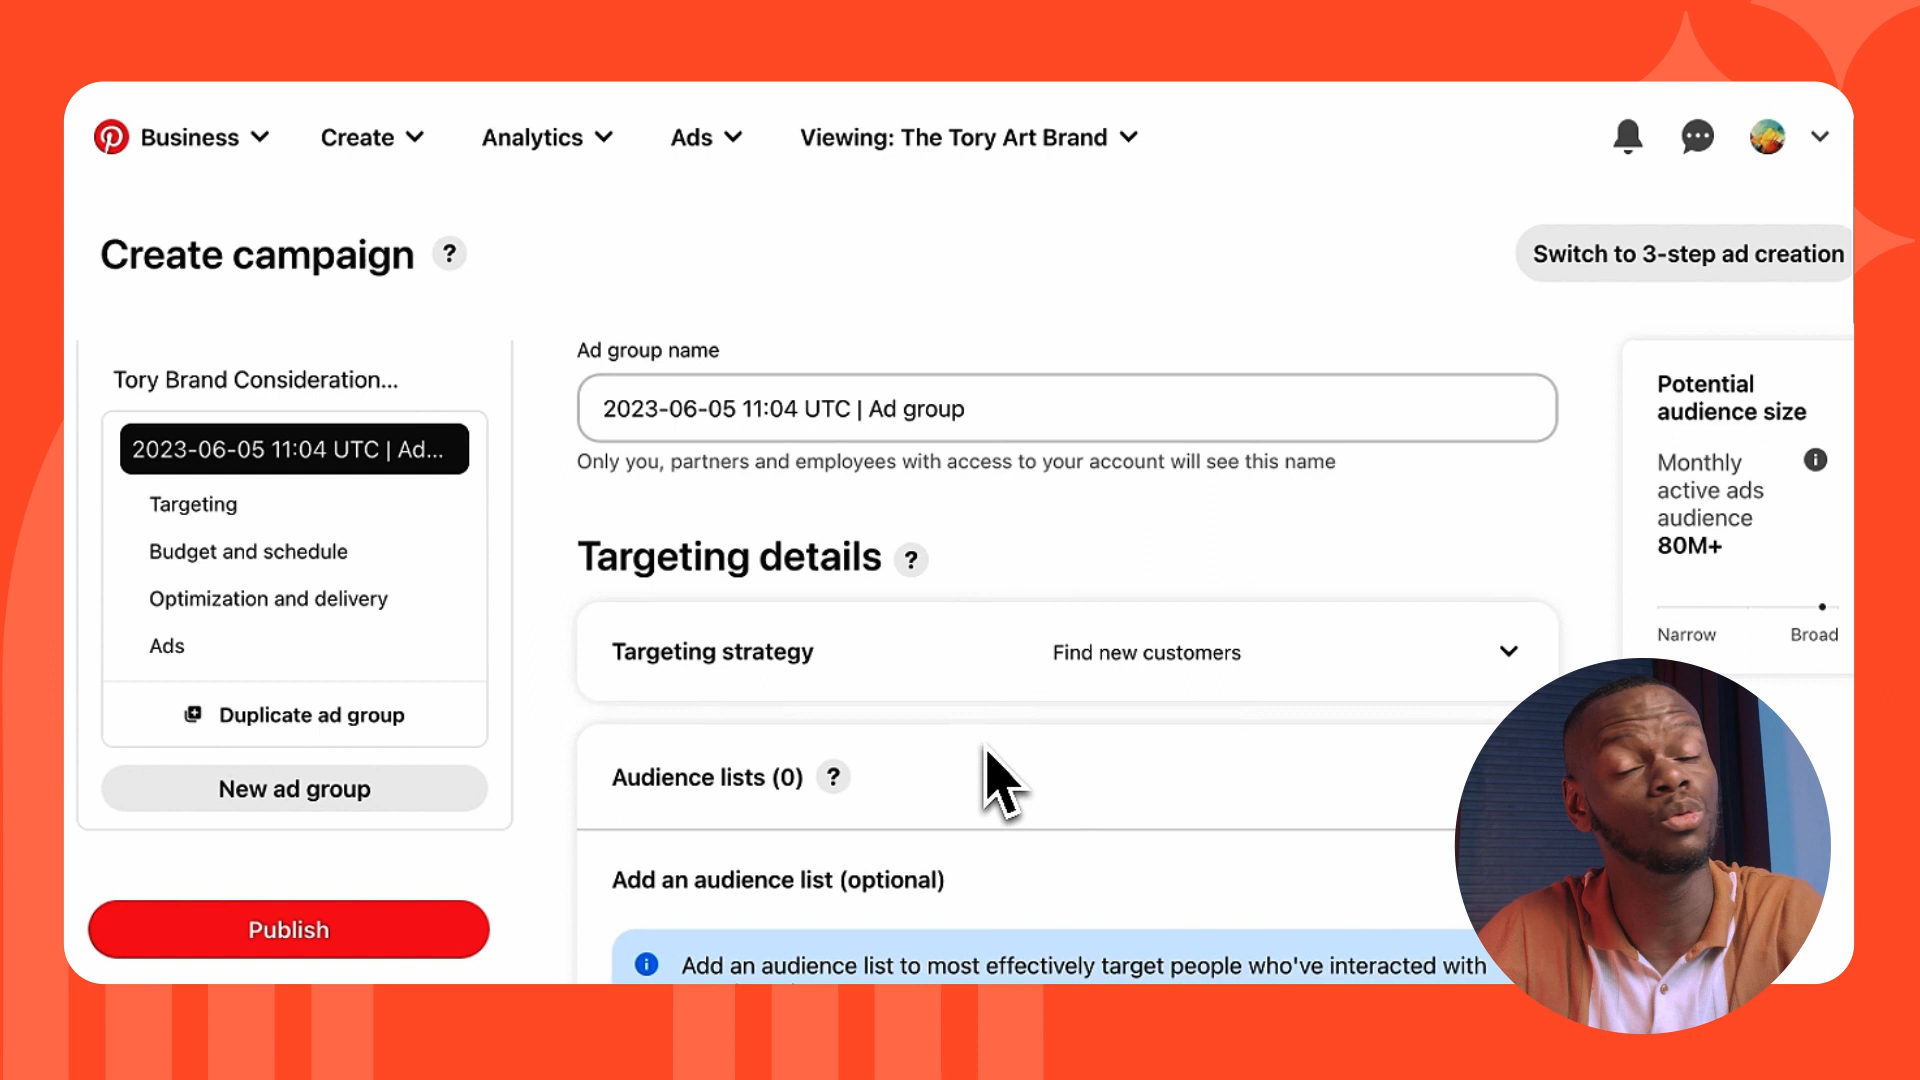 Business
Create
Analytics
Ads
Viewing: The Tory Art Brand
Create campaign ?
Switch to 3-step ad creation
Tory Brand Consideration...
2023-06-05 11:04 UTC | Ad...
Targeting
Budget and schedule
Optimization and delivery
Ads
Duplicate ad group
New ad group
Publish
Ad group name
2023-06-05 11:04 UTC | Ad group
Only you, partners and employees with access to your account will see this name
Targeting details ?
Targeting strategy
Find new customers
Audience lists (0) ?
Add an audience list (optional)
Add an audience list to most effectively target people who've interacted with
Potential
audience size
Monthly
active ads
audience
80M+
Narrow
Broad